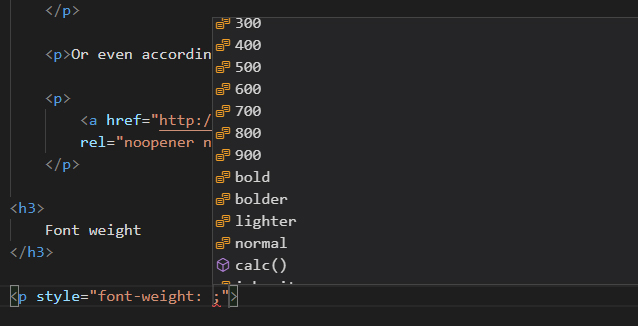 </p>
<p>Or even accordin
<p>
<a href="http:/
rel="noopener n
</p>
<h3>
Font weight
</h3>
<p style="font-weight: ;">
300
400
500
600
700
800
900
bold
bolder
lighter
normal
calc()